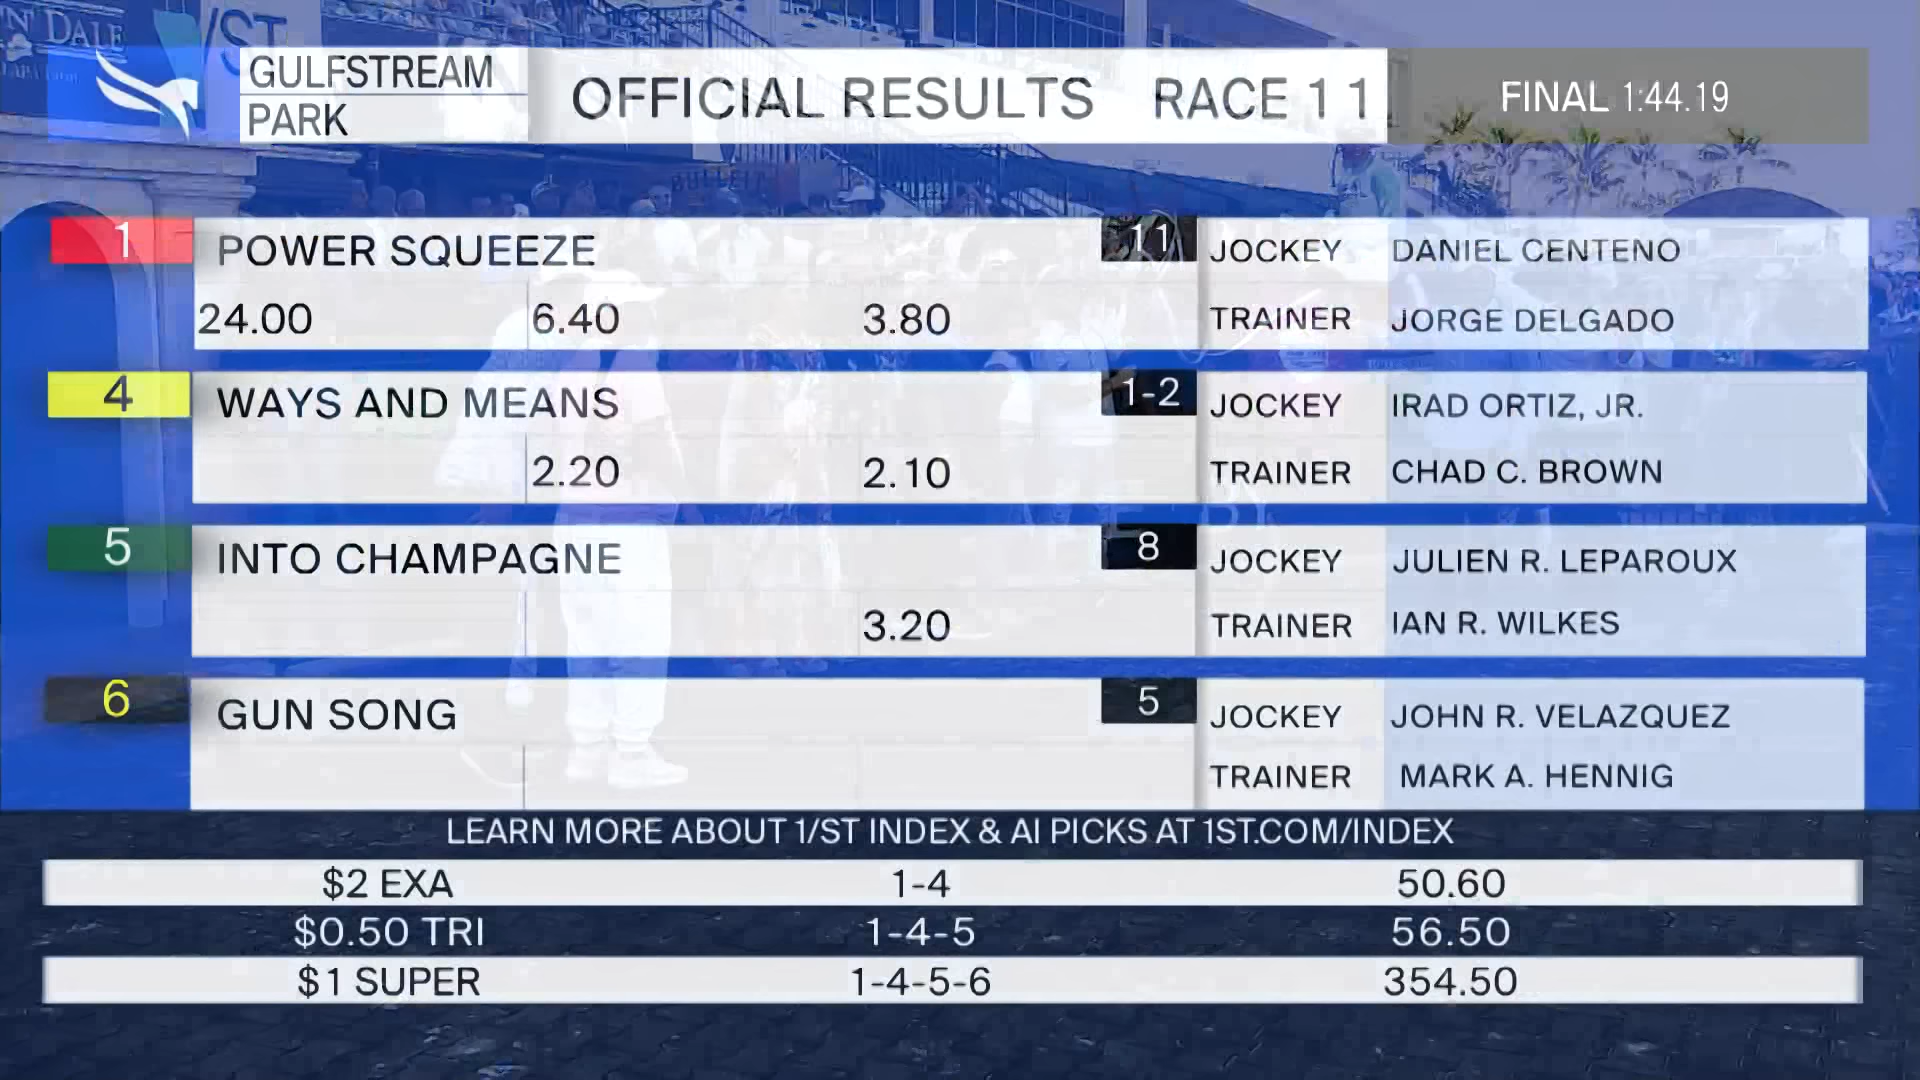 N DALE
1/ST
GULFSTREAM
PARK
OFFICIAL RESULTS RACE 11
FINAL 1:44.19
1 POWER SQUEEZE 11 JOCKEY DANIEL CENTENO
24.00 6.40 3.80 TRAINER JORGE DELGADO
4 WAYS AND MEANS 1-2 JOCKEY IRAD ORTIZ, JR.
2.20 2.10 TRAINER CHAD C. BROWN
5 INTO CHAMPAGNE 8 JOCKEY JULIEN R. LEPAROUX
3.20 TRAINER IAN R. WILKES
6 GUN SONG 5 JOCKEY JOHN R. VELAZQUEZ
TRAINER MARK A. HENNIG
LEARN MORE ABOUT 1/ST INDEX & AI PICKS AT 1ST.COM/INDEX
$2 EXA 1-4 50.60
$0.50 TRI 1-4-5 56.50
$1 SUPER 1-4-5-6 354.50